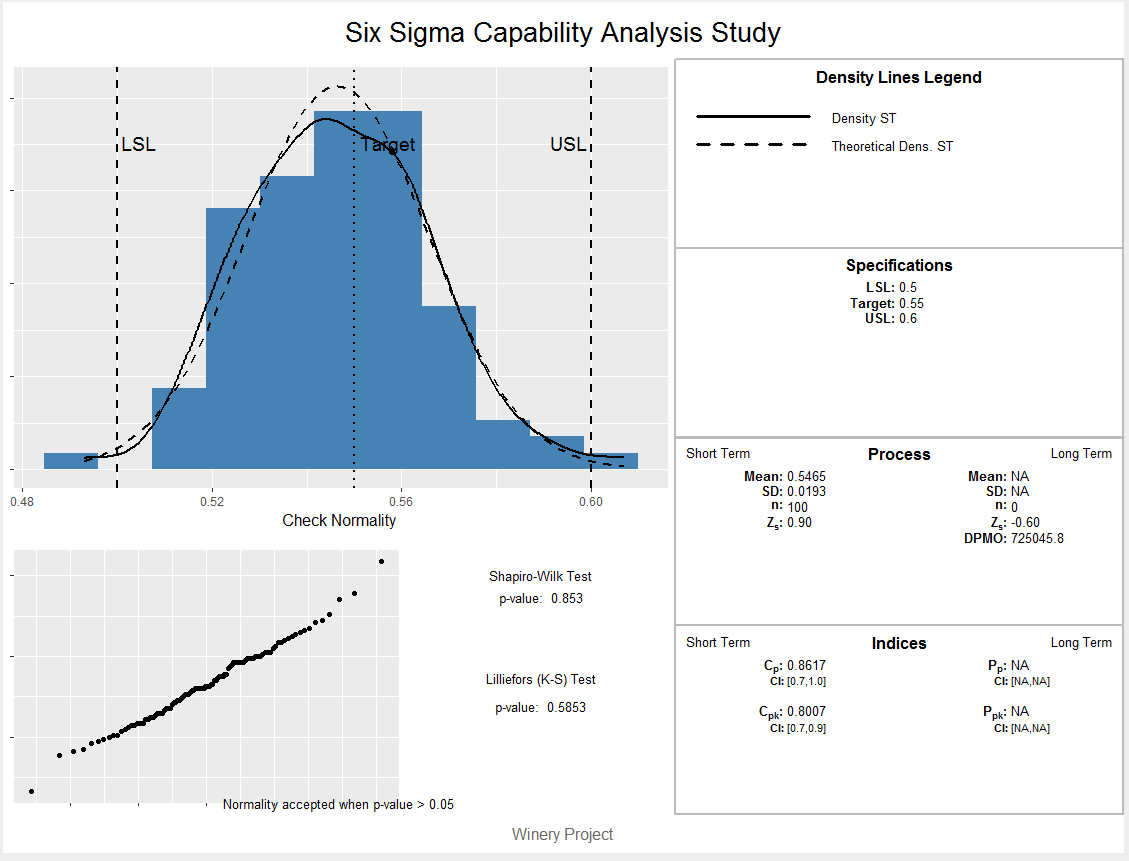 Six Sigma Capability Analysis Study
LSL
Target
USL
0.48
0.52
0.56
0.60
Check Normality
Shapiro-Wilk Test
p-value: 0.853
Lilliefors (K-S) Test
p-value: 0.5853
Normality accepted when p-value > 0.05
Density Lines Legend
Density ST
Theoretical Dens. ST
Specifications
LSL: 0.5
Target: 0.55
USL: 0.6
Short Term Process Long Term
Mean: 0.5465 Mean: NA
SD: 0.0193 SD: NA
n: 100 n: 0
Zs: 0.90 Zs: -0.60
DPMO: 725045.8
Short Term Indices Long Term
Cp: 0.8617 Pp: NA
CI: [0.7,1.0] CI: [NA,NA]
Cpk: 0.8007 Ppk: NA
CI: [0.7,0.9] CI: [NA,NA]
Winery Project